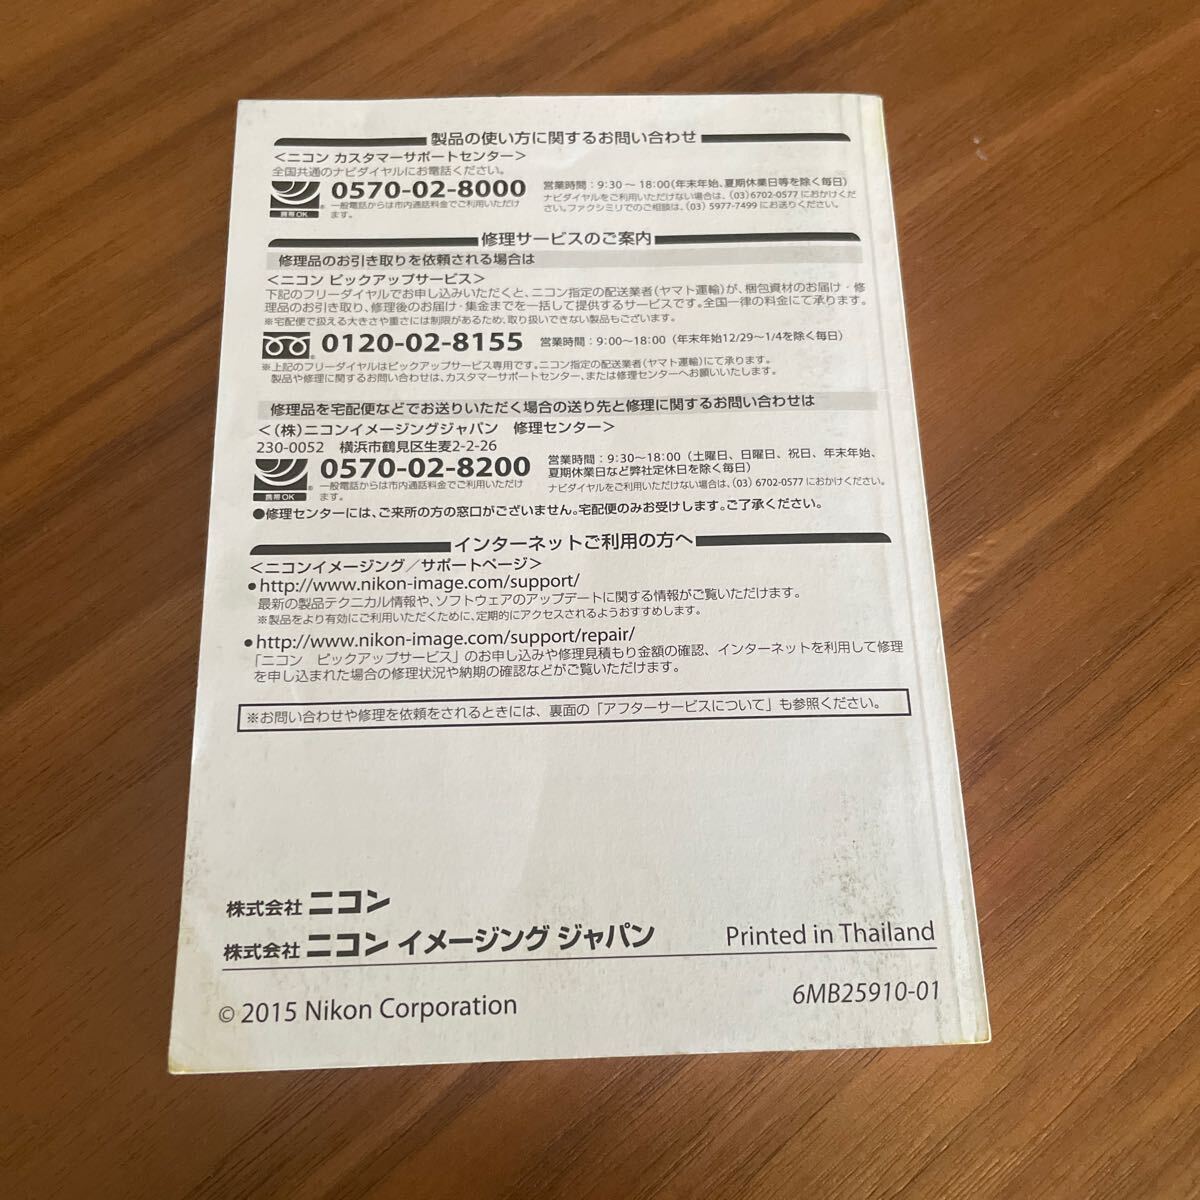 製品の使い方に関するお問い合わせ
＜ニコン カスタマーサポートセンター＞
全国共通のナビダイヤルにお電話ください。
0570-02-8000
携帯OK
一般電話からは市内通話料金でご利用いただけ
ます。
営業時間：9:30 ～ 18:00（年末年始、夏期休業日等を除く毎日）
ナビダイヤルをご利用いただけない場合は、（03）6702-0577 におかけくだ
さい。ファクシミリでのご相談は、（03）5977-7499 にお送りください。
修理サービスのご案内
修理品のお引き取りを依頼される場合は
＜ニコン ピックアップサービス＞
下記のフリーダイヤルでお申し込みいただくと、ニコン指定の配送業者（ヤマト運輸）が、梱包資材のお届け・修
理品のお引き取り、修理後のお届け・集金までを一括して提供するサービスです。全国一律の料金にて承ります。
※宅配便で扱える大きさや重さには制限があるため、取り扱いできない製品もございます。
0120-02-8155
営業時間：9:00～18:00（年末年始12/29～1/4を除く毎日）
※上記のフリーダイヤルはピックアップサービス専用です。ニコン指定の配送業者（ヤマト運輸）にて承ります。
製品や修理に関するお問い合わせは、カスタマーサポートセンター、または修理センターへお願いいたします。
修理品を宅配便などでお送りいただく場合の送り先と修理に関するお問い合わせは
＜（株）ニコンイメージングジャパン　修理センター＞
230-0052　横浜市鶴見区生麦2-2-26
0570-02-8200
携帯OK
一般電話からは市内通話料金でご利用いただけ
ます。
営業時間：9:30～18:00（土曜日、日曜日、祝日、年末年始、
夏期休業日など弊社定休日を除く毎日）
ナビダイヤルをご利用いただけない場合は、（03）6702-0577 におかけください。
●修理センターには、ご来所の方の窓口がございません。宅配便のみお受けします。ご了承ください。
インターネットご利用の方へ
＜ニコンイメージング／サポートページ＞
●http://www.nikon-image.com/support/
最新の製品テクニカル情報や、ソフトウェアのアップデートに関する情報がご覧いただけます。
※製品をより有効にご利用いただくために、定期的にアクセスされるようおすすめします。
●http://www.nikon-image.com/support/repair/
「ニコン　ピックアップサービス」のお申し込みや修理見積もり金額の確認、インターネットを利用して修理
を申し込まれた場合の修理状況や納期の確認などがご覧いただけます。
※お問い合わせや修理を依頼をされるときには、裏面の「アフターサービスについて」も参照ください。
株式会社 ニコン
株式会社 ニコン イメージング ジャパン
Printed in Thailand
© 2015 Nikon Corporation
6MB25910-01